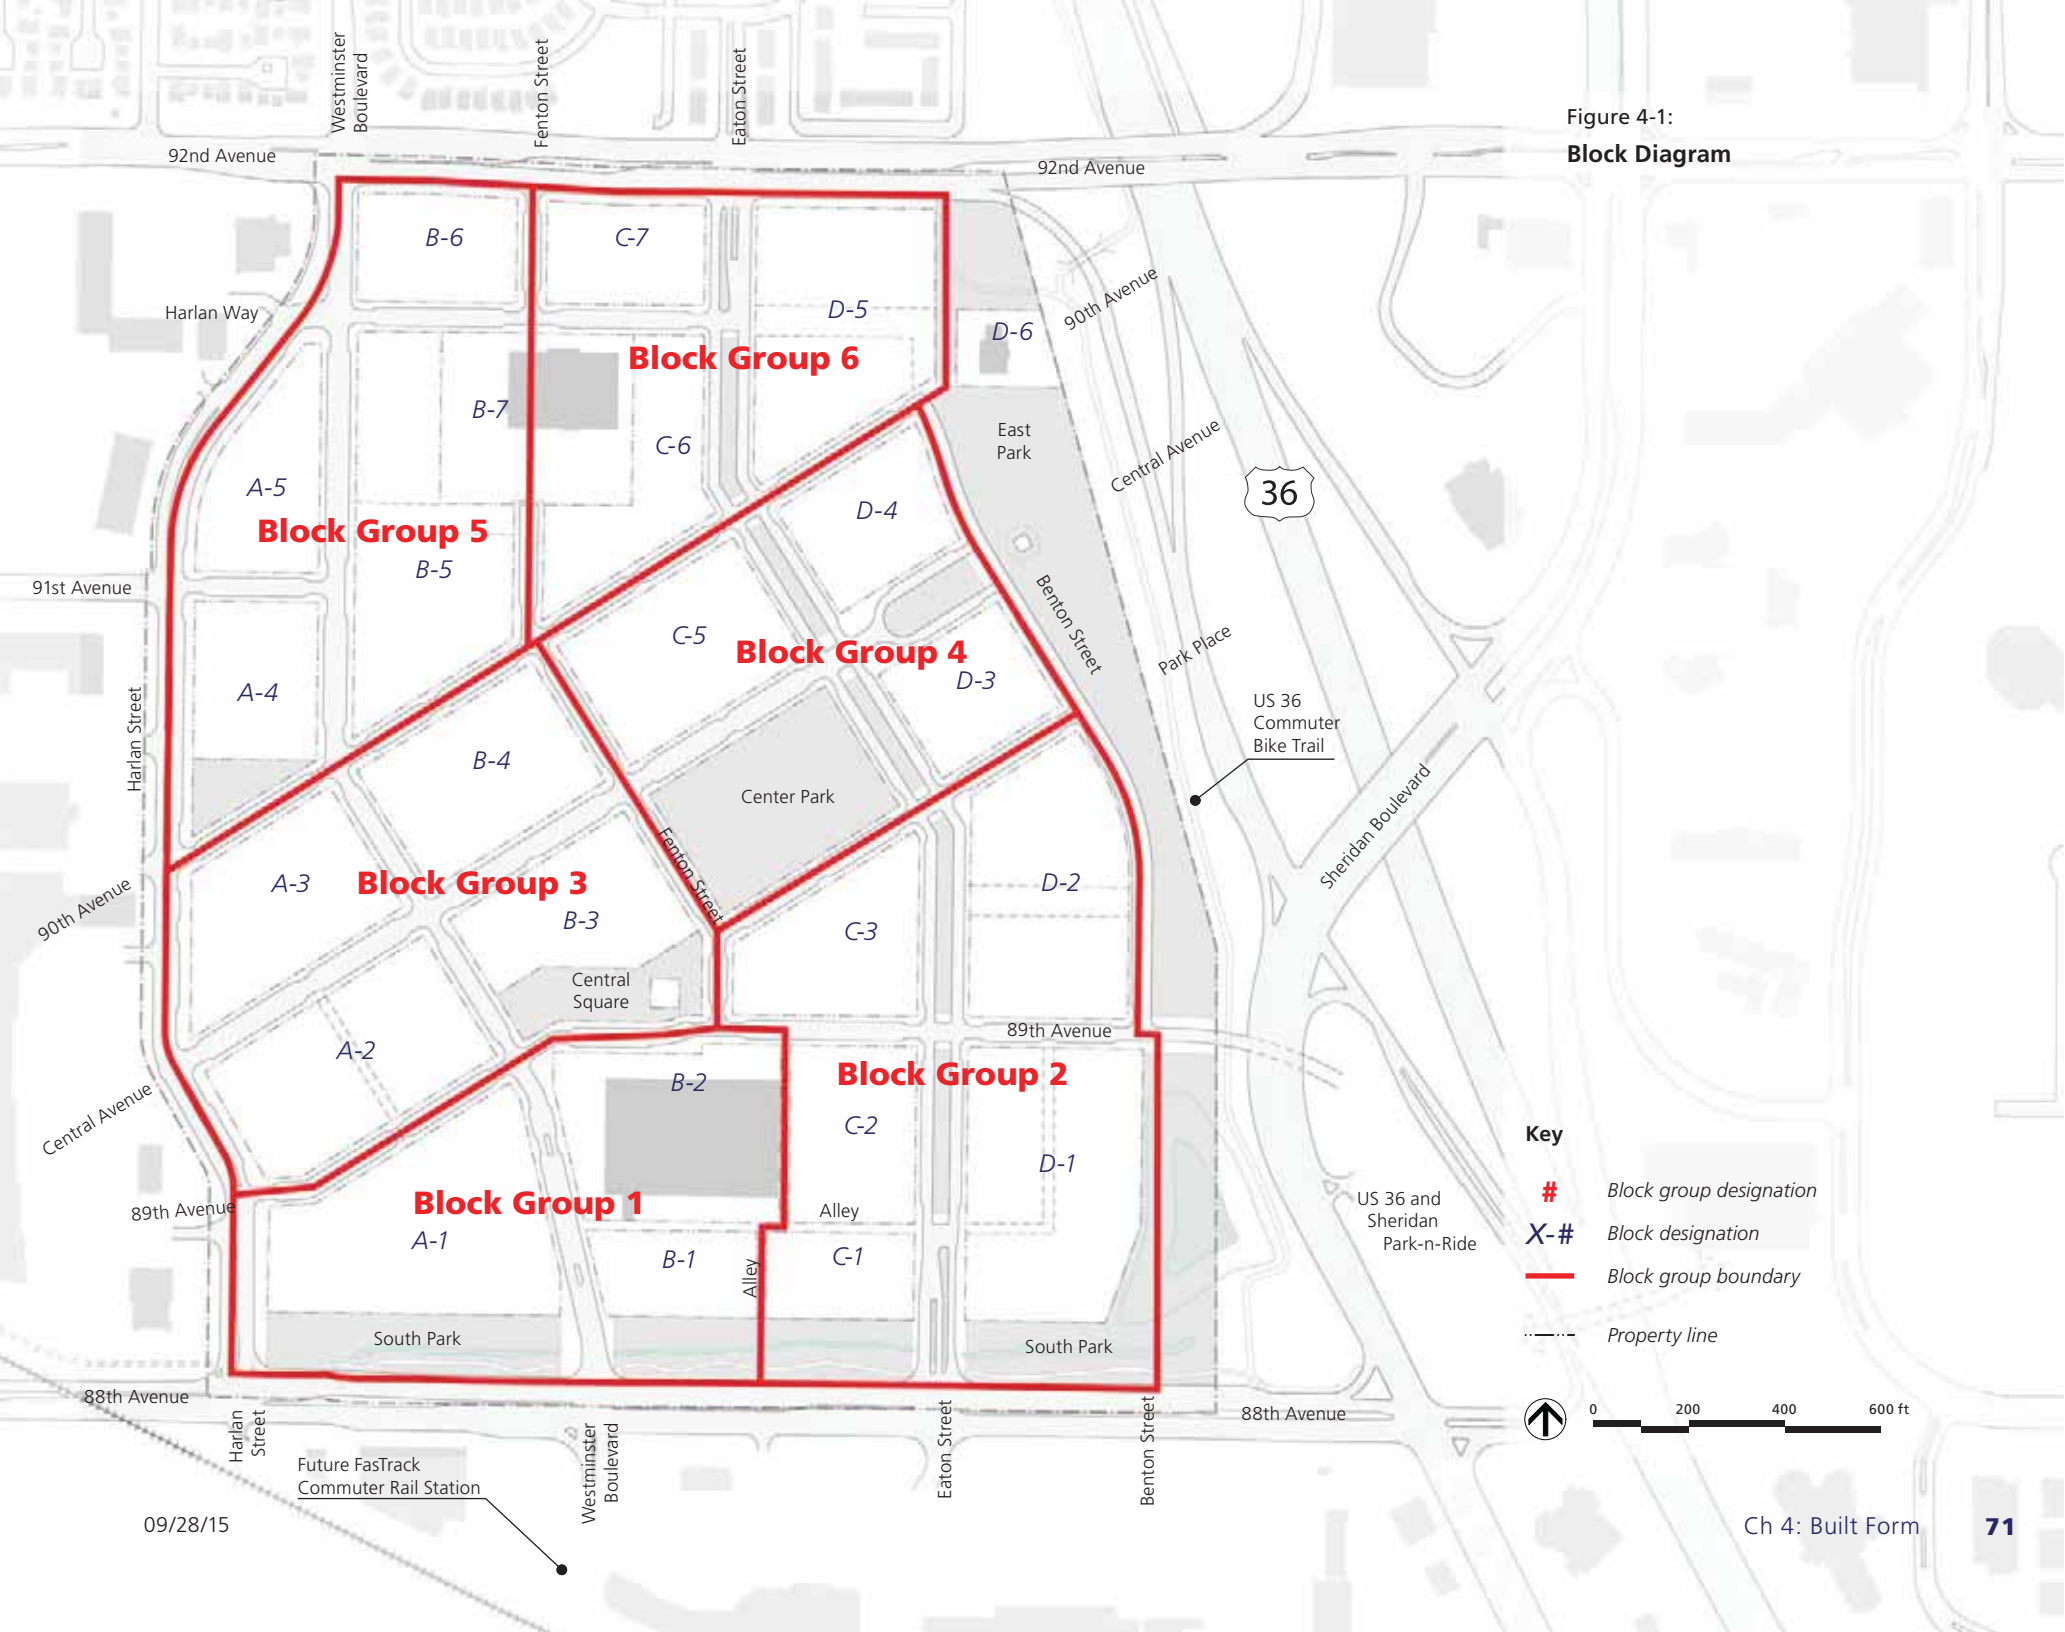 Westminster
Boulevard
Fenton Street
Eaton Street
Figure 4-1:
Block Diagram
92nd Avenue
92nd Avenue
B-6
C-7
D-5
D-6
90th Avenue
Harlan Way
Block Group 6
B-7
C-6
East
Park
Central Avenue
A-5
36
D-4
Block Group 5
B-5
91st Avenue
Benton Street
C-5
Block Group 4
D-3
Park Place
A-4
Harlan Street
US 36
Commuter
Bike Trail
B-4
Center Park
Sheridan Boulevard
Fenton Street
A-3
Block Group 3
B-3
D-2
C-3
90th Avenue
Central
Square
89th Avenue
A-2
Block Group 2
B-2
C-2
Central Avenue
D-1
Key
# Block group designation
X-# Block designation
Block group boundary
Property line
89th Avenue
Block Group 1
A-1
Alley
B-1
Alley
C-1
US 36 and
Sheridan
Park-n-Ride
South Park
South Park
88th Avenue
88th Avenue
0 200 400 600 ft
Harlan
Street
Westminster
Boulevard
Eaton Street
Benton Street
Future FasTrack
Commuter Rail Station
09/28/15
Ch 4: Built Form 71